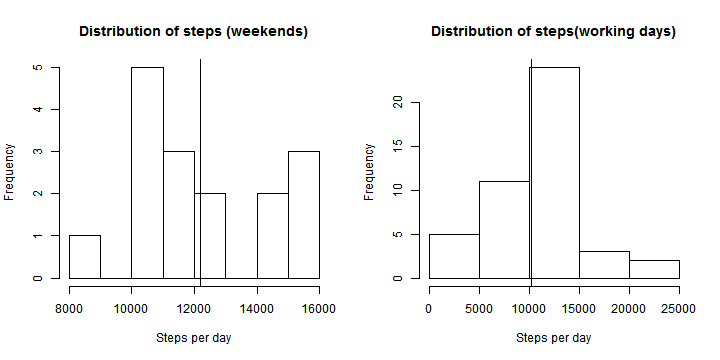 Distribution of steps (weekends)
Frequency
5
4
3
2
1
0
8000 10000 12000 14000 16000
Steps per day
Distribution of steps(working days)
Frequency
20
15
10
5
0
0 5000 10000 15000 20000 25000
Steps per day